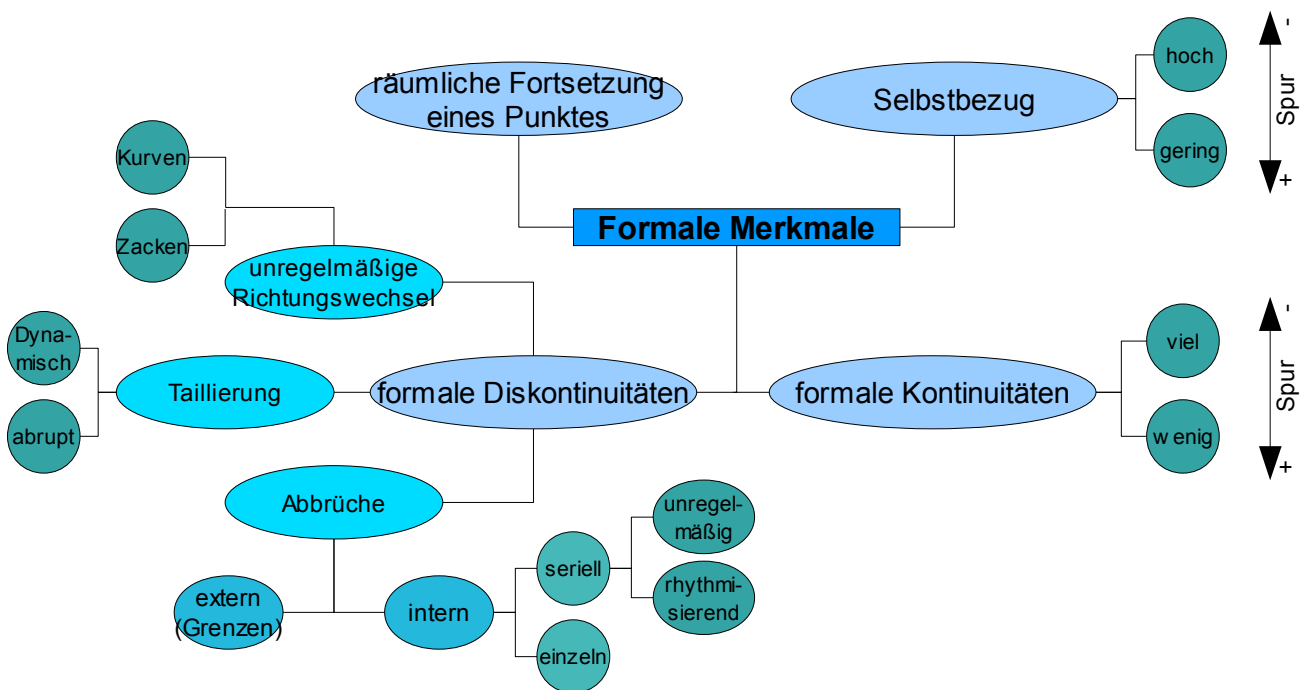 räumliche Fortsetzung
eines Punktes
Selbstbezug
hoch
gering
-
Spur
+
Kurven
Zacken
Formale Merkmale
unregelmäßige
Richtungswechsel
Dyna-
misch
abrupt
Taillierung
formale Diskontinuitäten
formale Kontinuitäten
viel
wenig
-
Spur
+
Abbrüche
extern
(Grenzen)
intern
seriell
einzeln
unregel-
mäßig
rhythmi-
sierend